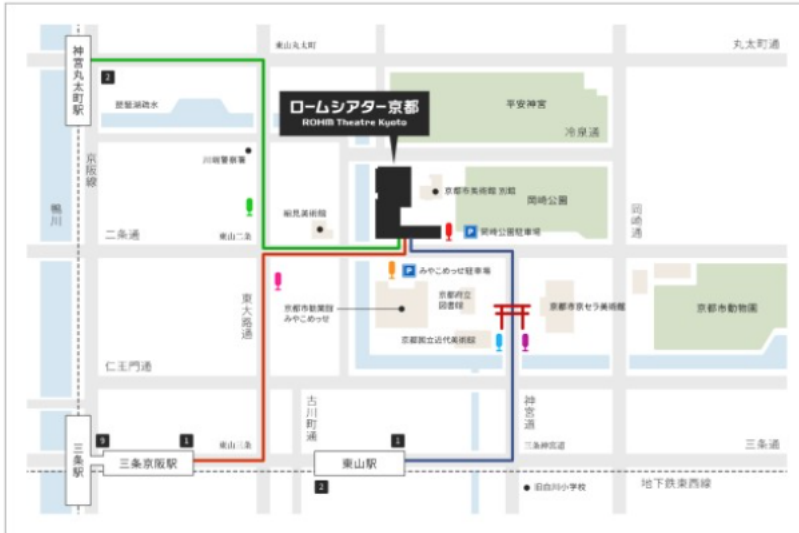 神宮丸太町駅
2
東山丸太町
丸太町通
琵琶湖疏水
ロームシアター京都
ROHM Theatre Kyoto
平安神宮
冷泉通
京阪線
川端警察署
鴨川
京都市美術館 別館
岡崎公園
岡崎通
細見美術館
二条通
東山二条
P
岡崎公園駐車場
P
みやこめっせ駐車場
東大路通
京都市勧業館
みやこめっせ
京都府立
図書館
京都市京セラ美術館
京都市動物園
京都国立近代美術館
仁王門通
古川町通
神宮道
三条駅
9
1
三条京阪駅
東山三条
1
東山駅
2
三条神宮道
三条通
地下鉄東西線
旧白川小学校